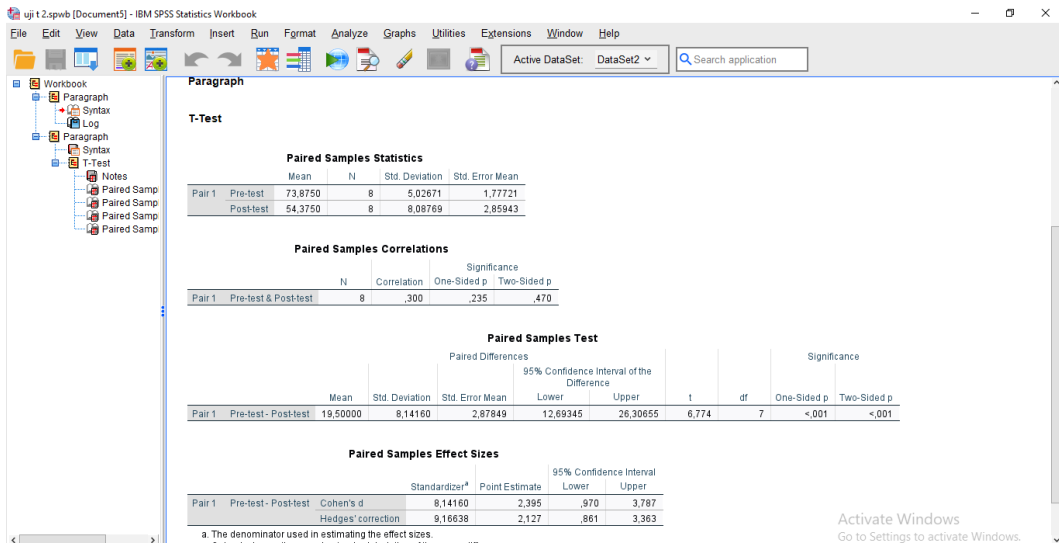 uji t 2.spwb [Document5] - IBM SPSS Statistics Workbook
File Edit View Data Transform Insert Run Format Analyze Graphs Utilities Extensions Window Help
Active DataSet: DataSet2
Search application
Workbook
Paragraph
Syntax
Log
Paragraph
Syntax
T-Test
Notes
Paired Samp
Paired Samp
Paired Samp
Paired Samp
Paragraph
T-Test
Paired Samples Statistics
Mean N Std. Deviation Std. Error Mean
Pair 1 Pre-test 73,8750 8 5,02671 1,77721
Post-test 54,3750 8 8,08769 2,85943
Paired Samples Correlations
Significance
N Correlation One-Sided p Two-Sided p
Pair 1 Pre-test & Post-test 8 ,300 ,235 ,470
Paired Samples Test
Paired Differences Significance
95% Confidence Interval of the
Difference
Mean Std. Deviation Std. Error Mean Lower Upper t df One-Sided p Two-Sided p
Pair 1 Pre-test - Post-test 19,50000 8,14160 2,87849 12,69345 26,30655 6,774 7 <,001 <,001
Paired Samples Effect Sizes
95% Confidence Interval
Standardizerᵃ Point Estimate Lower Upper
Pair 1 Pre-test - Post-test Cohen's d 8,14160 2,395 ,970 3,787
Hedges' correction 9,16638 2,127 ,861 3,363
a. The denominator used in estimating the effect sizes.
Activate Windows
Go to Settings to activate Windows.